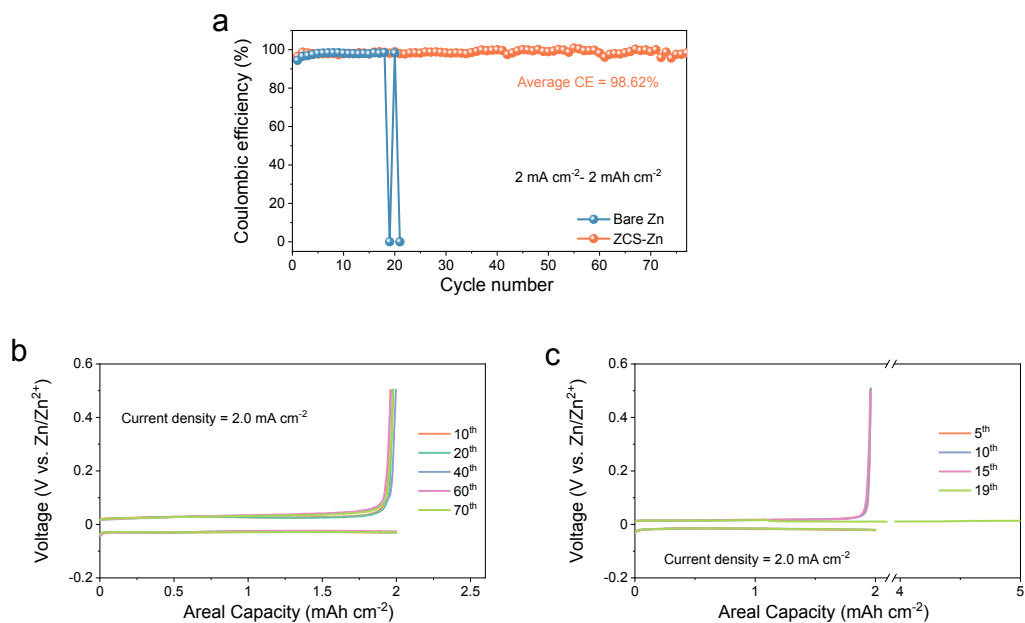 a
Coulombic efficiency (%)
100
80
60
40
20
0
Average CE = 98.62%
2 mA cm⁻²- 2 mAh cm⁻²
Bare Zn
ZCS-Zn
0 10 20 30 40 50 60 70
Cycle number
b
Voltage (V vs. Zn/Zn²⁺)
0.6
0.4
0.2
0
-0.2
Current density = 2.0 mA cm⁻²
10ᵗʰ
20ᵗʰ
40ᵗʰ
60ᵗʰ
70ᵗʰ
0 0.5 1 1.5 2 2.5
Areal Capacity (mAh cm⁻²)
c
Voltage (V vs. Zn/Zn²⁺)
0.6
0.4
0.2
0
-0.2
5ᵗʰ
10ᵗʰ
15ᵗʰ
19ᵗʰ
Current density = 2.0 mA cm⁻²
0 1 2 4 5
Areal Capacity (mAh cm⁻²)